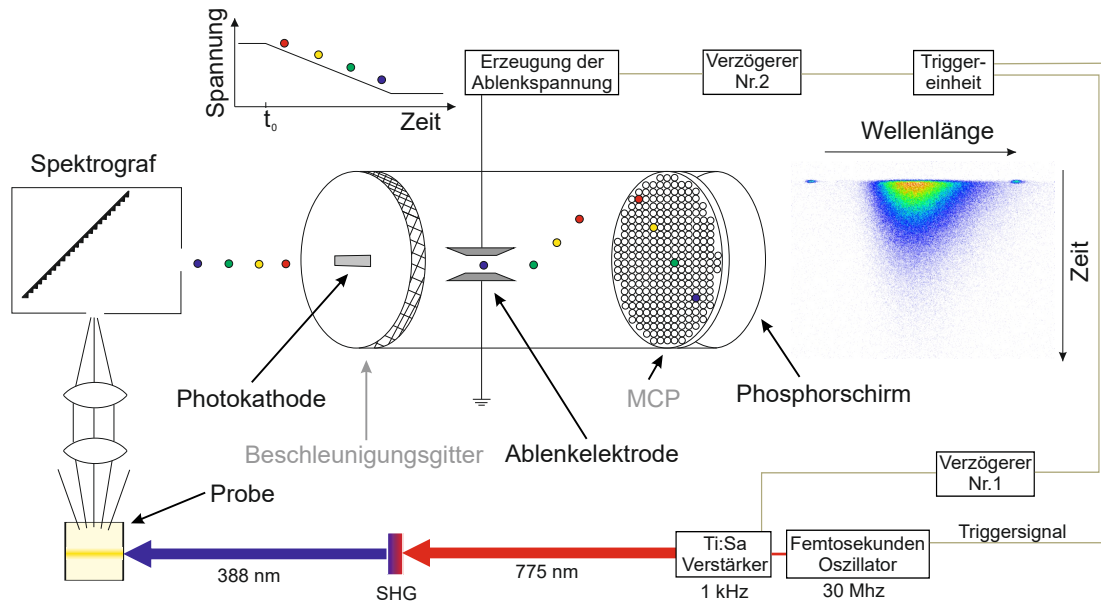 Spannung
t₀
Zeit
Erzeugung der
Ablenkspannung
Verzögerer
Nr.2
Trigger-
einheit
Wellenlänge
Zeit
Spektrograf
Photokathode
Beschleunigungsgitter
Ablenkelektrode
MCP
Phosphorschirm
Verzögerer
Nr.1
Probe
388 nm
SHG
775 nm
Ti:Sa
Verstärker
1 kHz
Femtosekunden
Oszillator
30 Mhz
Triggersignal